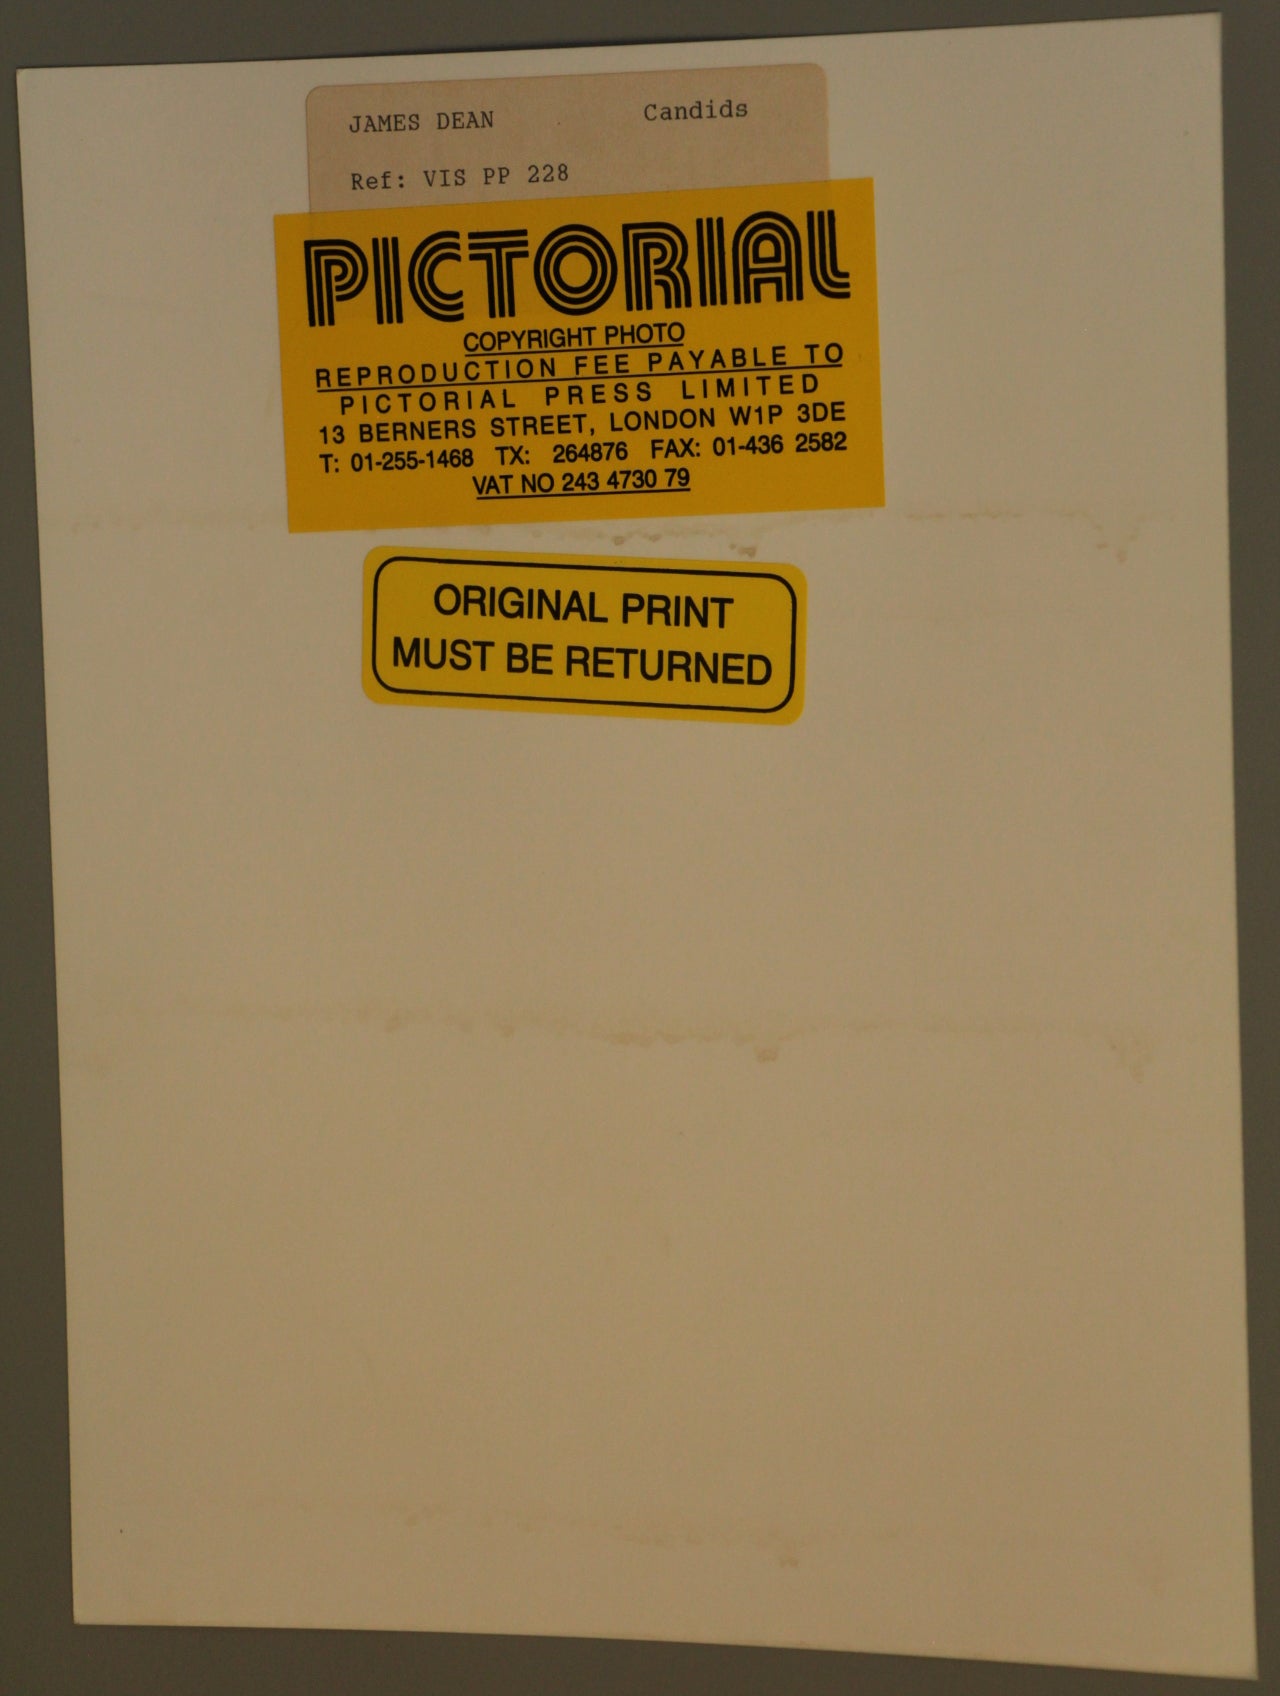 JAMES DEAN Candids
Ref: VIS PP 228
PICTORIAL
COPYRIGHT PHOTO
REPRODUCTION FEE PAYABLE TO
PICTORIAL PRESS LIMITED
13 BERNERS STREET, LONDON W1P 3DE
T: 01-255-1468 TX: 264876 FAX: 01-436 2582
VAT NO 243 4730 79
ORIGINAL PRINT
MUST BE RETURNED